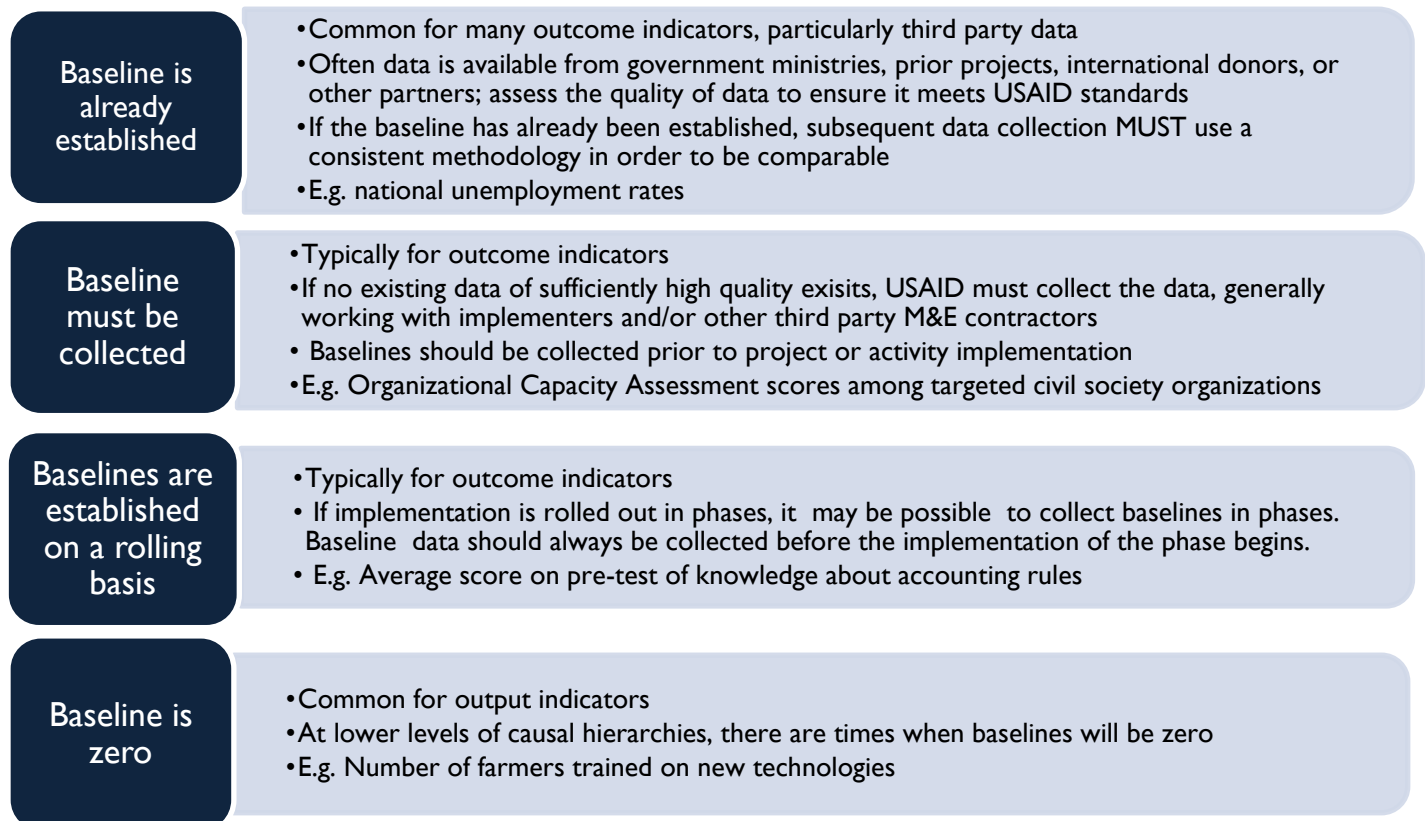 Baseline is
already
established
•Common for many outcome indicators, particularly third party data
•Often data is available from government ministries, prior projects, international donors, or
other partners; assess the quality of data to ensure it meets USAID standards
•If the baseline has already been established, subsequent data collection MUST use a
consistent methodology in order to be comparable
•E.g. national unemployment rates
Baseline
must be
collected
•Typically for outcome indicators
•If no existing data of sufficiently high quality exisits, USAID must collect the data, generally
working with implementers and/or other third party M&E contractors
• Baselines should be collected prior to project or activity implementation
•E.g. Organizational Capacity Assessment scores among targeted civil society organizations
Baselines are
established
on a rolling
basis
•Typically for outcome indicators
• If implementation is rolled out in phases, it may be possible to collect baselines in phases.
Baseline data should always be collected before the implementation of the phase begins.
• E.g. Average score on pre-test of knowledge about accounting rules
Baseline is
zero
•Common for output indicators
•At lower levels of causal hierarchies, there are times when baselines will be zero
•E.g. Number of farmers trained on new technologies